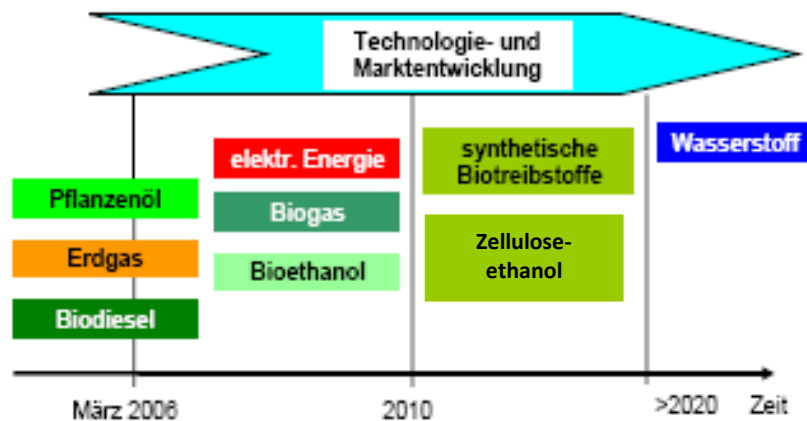 Technologie- und
Marktentwicklung
elektr. Energie
synthetische
Biotreibstoffe
Wasserstoff
Pflanzenöl
Biogas
Zellulose-
ethanol
Erdgas
Bioethanol
Biodiesel
März 2006
2010
>2020
Zeit